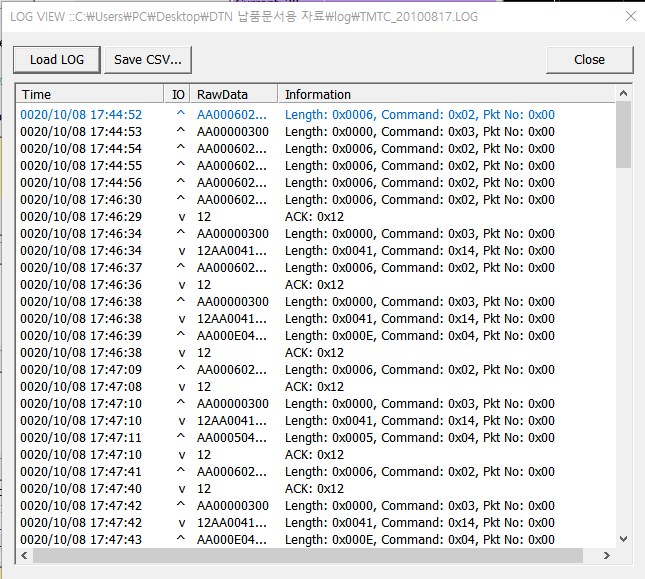 LOG VIEW ::C:₩Users₩PC₩Desktop₩DTN 납품문서용 자료₩log₩TMTC_20100817.LOG
Load LOG Save CSV... Close
Time IO RawData Information
0020/10/08 17:44:52 ^ AA000602... Length: 0x0006, Command: 0x02, Pkt No: 0x00
0020/10/08 17:44:53 ^ AA00000300 Length: 0x0000, Command: 0x03, Pkt No: 0x00
0020/10/08 17:44:54 ^ AA000602... Length: 0x0006, Command: 0x02, Pkt No: 0x00
0020/10/08 17:44:55 ^ AA000602... Length: 0x0006, Command: 0x02, Pkt No: 0x00
0020/10/08 17:44:56 ^ AA000602... Length: 0x0006, Command: 0x02, Pkt No: 0x00
0020/10/08 17:46:30 ^ AA000602... Length: 0x0006, Command: 0x02, Pkt No: 0x00
0020/10/08 17:46:29 v 12 ACK: 0x12
0020/10/08 17:46:34 ^ AA00000300 Length: 0x0000, Command: 0x03, Pkt No: 0x00
0020/10/08 17:46:34 v 12AA0041... Length: 0x0041, Command: 0x14, Pkt No: 0x00
0020/10/08 17:46:37 ^ AA000602... Length: 0x0006, Command: 0x02, Pkt No: 0x00
0020/10/08 17:46:36 v 12 ACK: 0x12
0020/10/08 17:46:38 ^ AA00000300 Length: 0x0000, Command: 0x03, Pkt No: 0x00
0020/10/08 17:46:38 v 12AA0041... Length: 0x0041, Command: 0x14, Pkt No: 0x00
0020/10/08 17:46:39 ^ AA000E04... Length: 0x000E, Command: 0x04, Pkt No: 0x00
0020/10/08 17:46:38 v 12 ACK: 0x12
0020/10/08 17:47:09 ^ AA000602... Length: 0x0006, Command: 0x02, Pkt No: 0x00
0020/10/08 17:47:08 v 12 ACK: 0x12
0020/10/08 17:47:10 ^ AA00000300 Length: 0x0000, Command: 0x03, Pkt No: 0x00
0020/10/08 17:47:10 v 12AA0041... Length: 0x0041, Command: 0x14, Pkt No: 0x00
0020/10/08 17:47:11 ^ AA000504... Length: 0x0005, Command: 0x04, Pkt No: 0x00
0020/10/08 17:47:10 v 12 ACK: 0x12
0020/10/08 17:47:41 ^ AA000602... Length: 0x0006, Command: 0x02, Pkt No: 0x00
0020/10/08 17:47:40 v 12 ACK: 0x12
0020/10/08 17:47:42 ^ AA00000300 Length: 0x0000, Command: 0x03, Pkt No: 0x00
0020/10/08 17:47:42 v 12AA0041... Length: 0x0041, Command: 0x14, Pkt No: 0x00
0020/10/08 17:47:43 ^ AA000E04... Length: 0x000E, Command: 0x04, Pkt No: 0x00